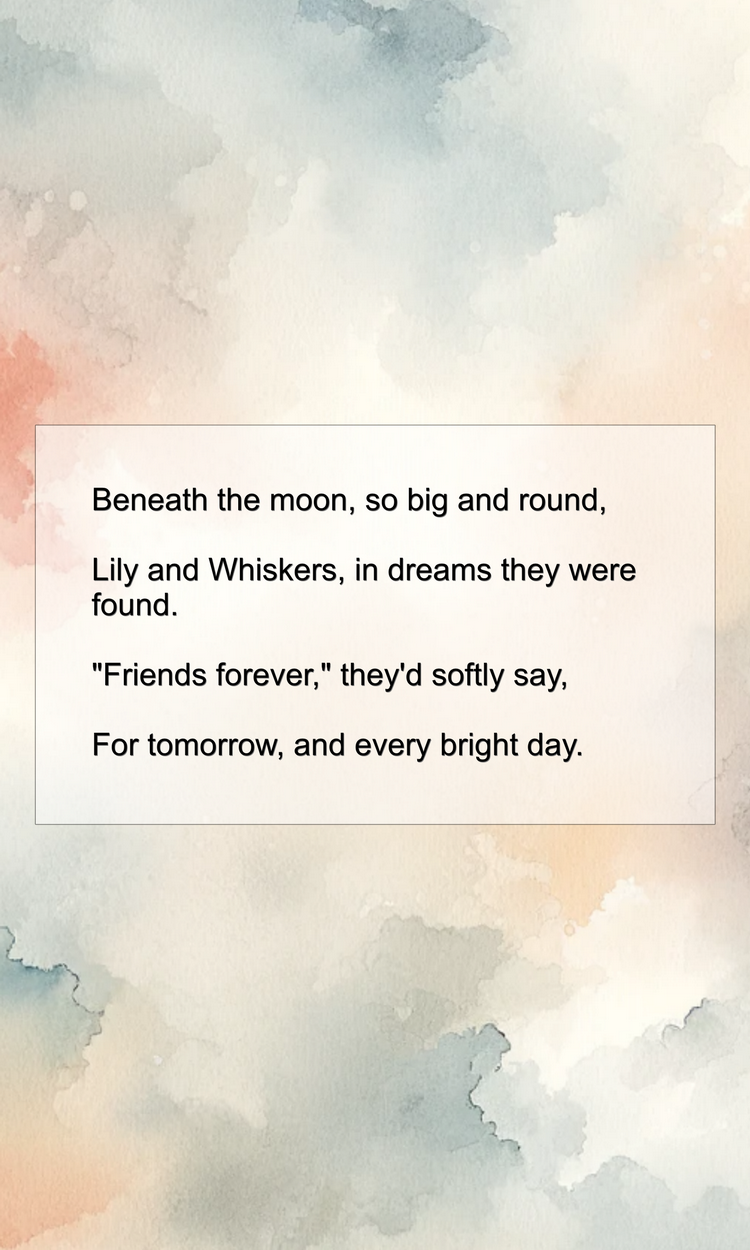 Beneath the moon, so big and round,
Lily and Whiskers, in dreams they were
found.
"Friends forever," they'd softly say,
For tomorrow, and every bright day.